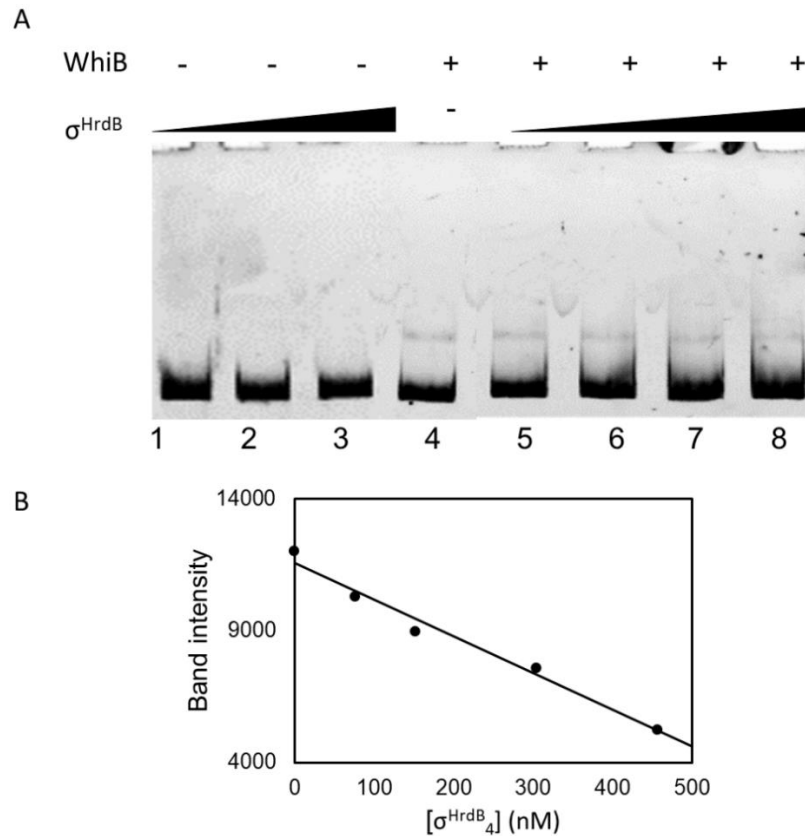 A
WhiB - - - + + + + +
σᴴʳᵈᴮ -
1 2 3 4 5 6 7 8
B
14000
9000
4000
Band intensity
0 100 200 300 400 500
[σᴴʳᵈᴮ₄] (nM)